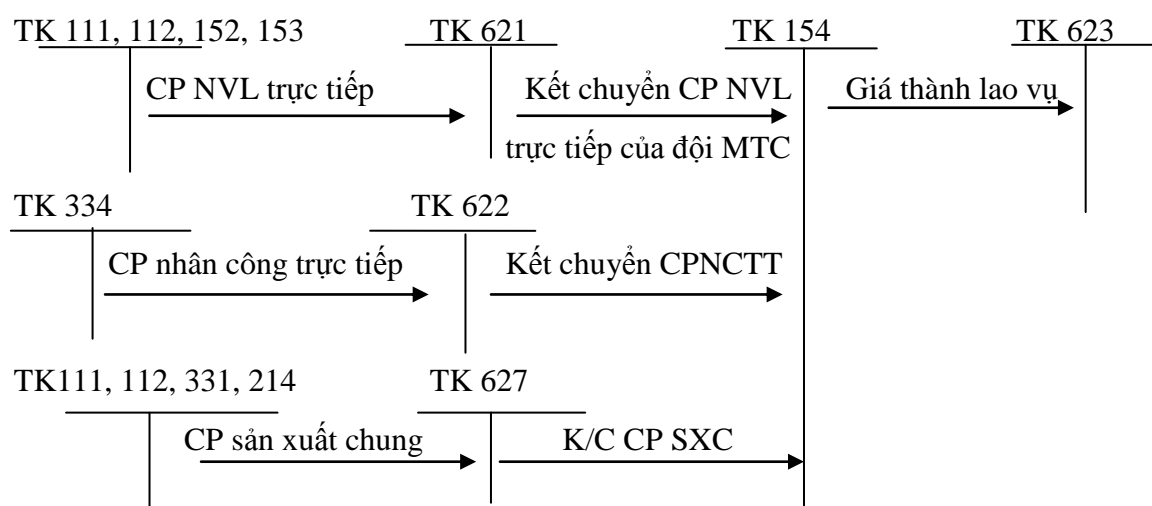 TK 111, 112, 152, 153 TK 621 TK 154 TK 623
CP NVL trực tiếp Kết chuyển CP NVL Giá thành lao vụ
trực tiếp của đội MTC
TK 334 TK 622
CP nhân công trực tiếp Kết chuyển CPNCTT
TK111, 112, 331, 214 TK 627
CP sản xuất chung K/C CP SXC